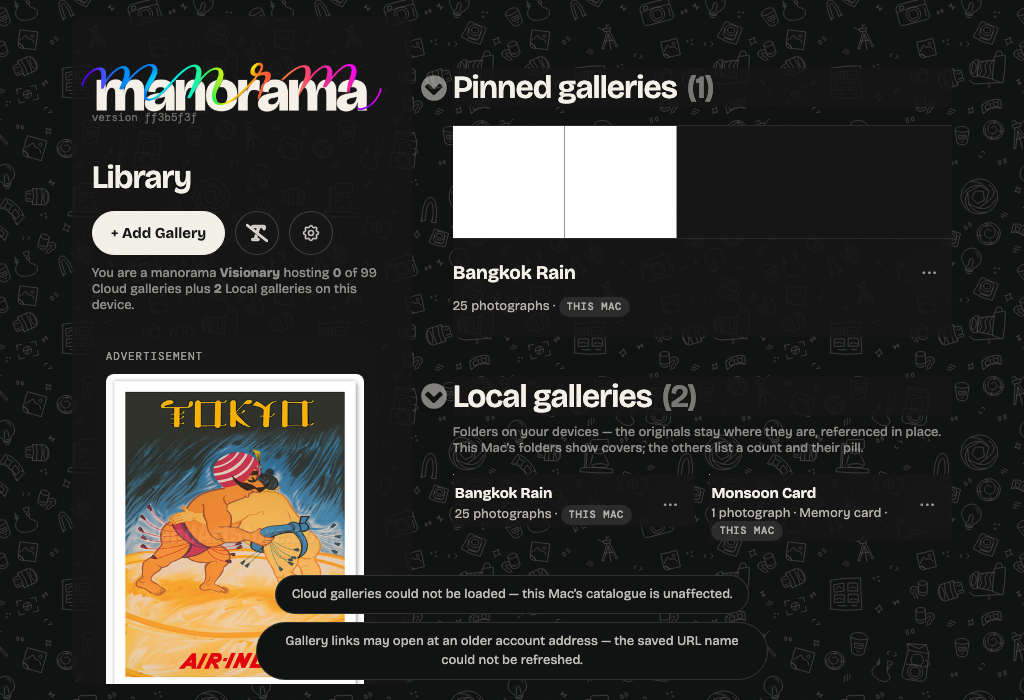 manorama
version ff3b5f3f
Library
+ Add Gallery
You are a manorama Visionary hosting 0 of 99
Cloud galleries plus 2 Local galleries on this
device.
ADVERTISEMENT
TOKYO
Pinned galleries (1)
Bangkok Rain
25 photographs · THIS MAC
Local galleries (2)
Folders on your devices — the originals stay where they are, referenced in place.
This Mac's folders show covers; the others list a count and their pill.
Bangkok Rain
25 photographs · THIS MAC
Monsoon Card
1 photograph · Memory card ·
THIS MAC
Cloud galleries could not be loaded — this Mac's catalogue is unaffected.
Gallery links may open at an older account address — the saved URL name
could not be refreshed.